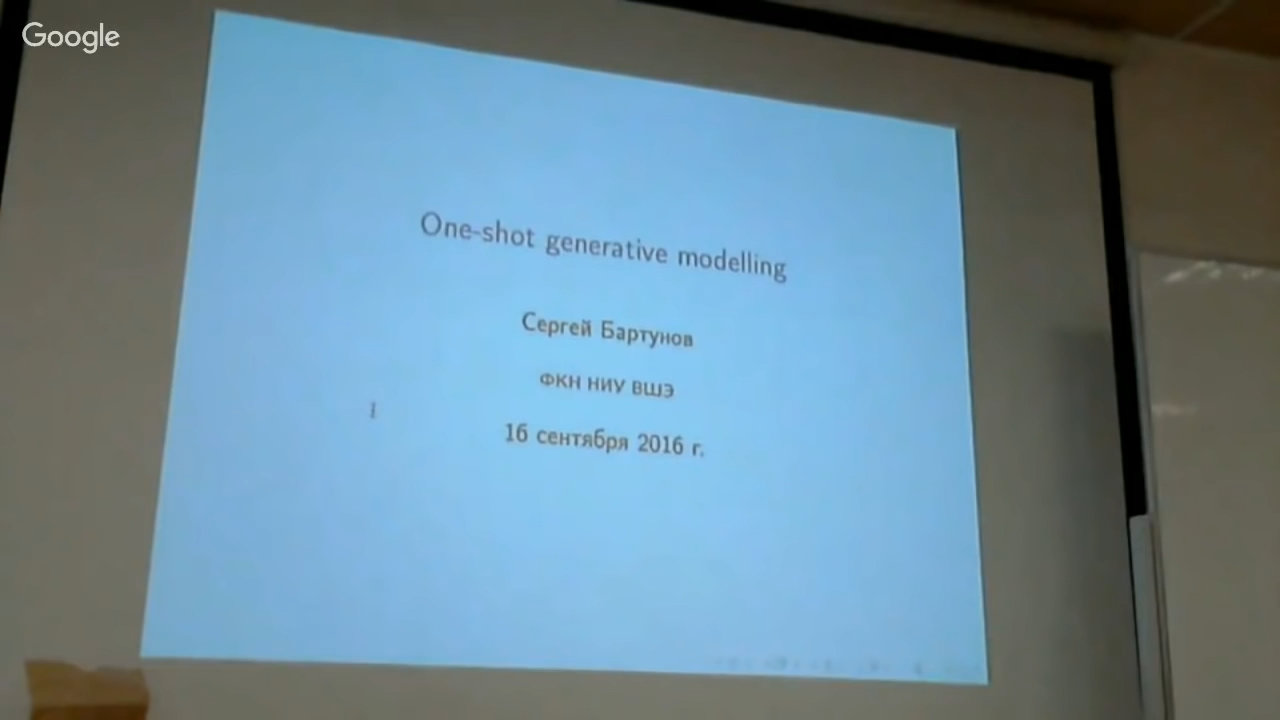 Google
One-shot generative modelling
Сергей Бартунов
ФКН НИУ ВШЭ
16 сентября 2016 г.